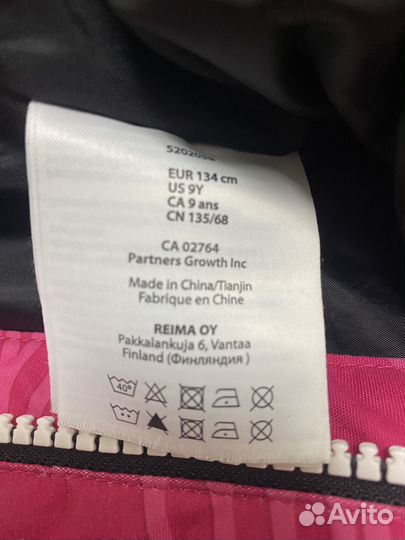 EUR 134 cm
US 9Y
CA 9 ans
CN 135/68
CA 02764
Partners Growth Inc
Made in China/Tianjin
Fabrique en Chine
REIMA OY
Pakkalankuja 6, Vantaa
Finland (Финляндия)
40°
Avito